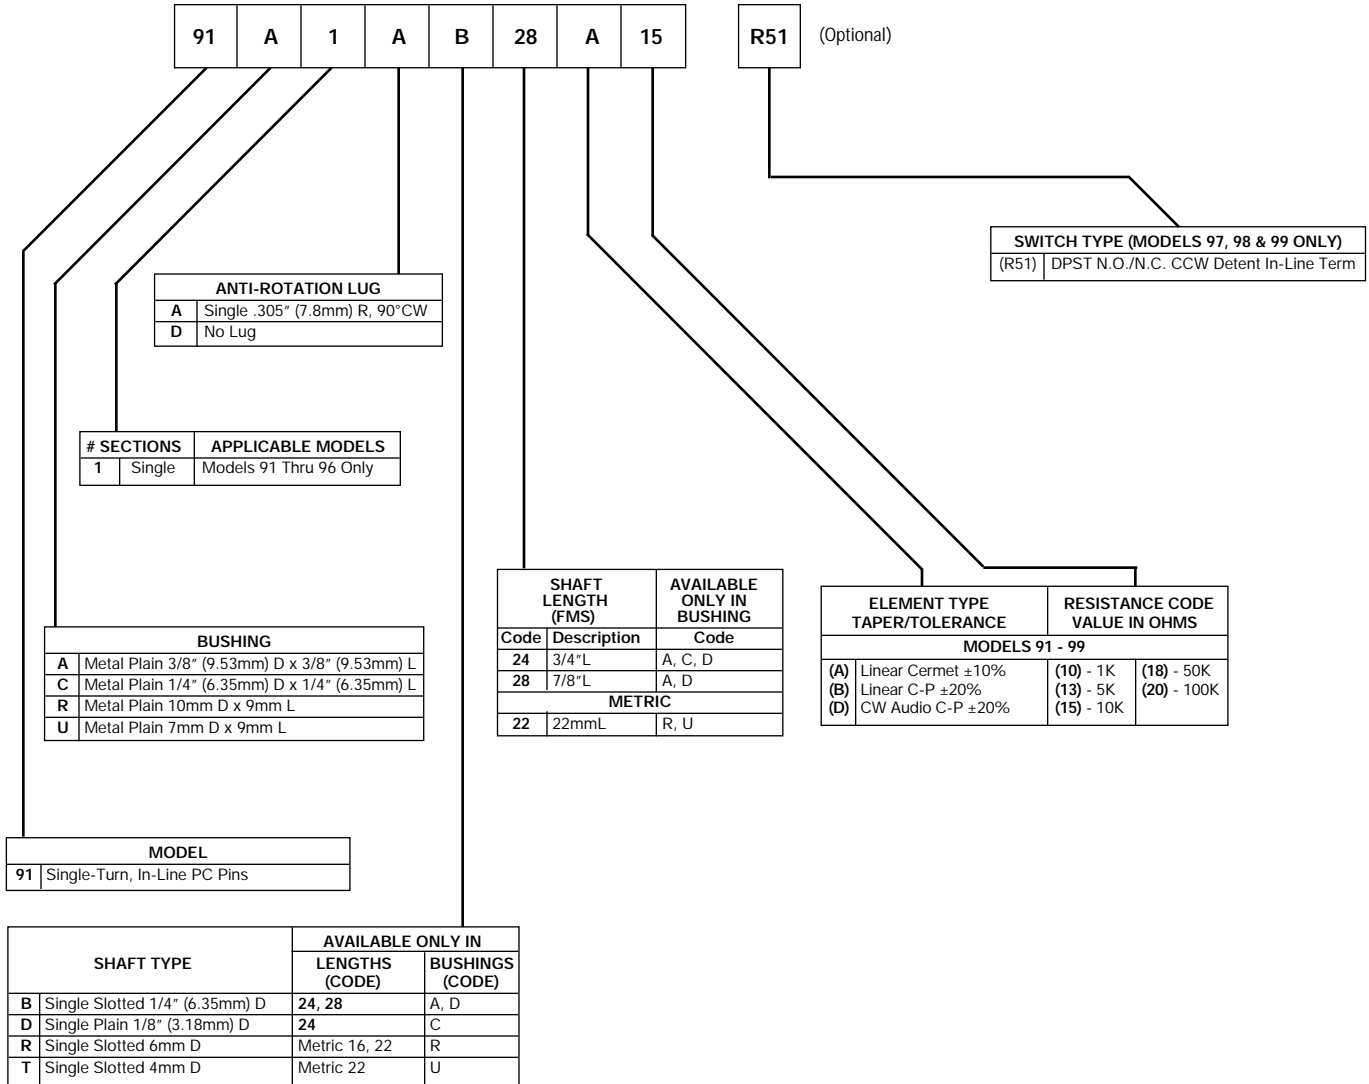 91 A 1 A B 28 A 15 R51 (Optional)
SWITCH TYPE (MODELS 97, 98 & 99 ONLY)
(R51) DPST N.O./N.C. CCW Detent In-Line Term
ANTI-ROTATION LUG
A Single .305″ (7.8mm) R, 90°CW
D No Lug
# SECTIONS APPLICABLE MODELS
1 Single Models 91 Thru 96 Only
BUSHING
A Metal Plain 3/8″ (9.53mm) D x 3/8″ (9.53mm) L
C Metal Plain 1/4″ (6.35mm) D x 1/4″ (6.35mm) L
R Metal Plain 10mm D x 9mm L
U Metal Plain 7mm D x 9mm L
SHAFT
LENGTH
(FMS)
AVAILABLE
ONLY IN
BUSHING
Code Description Code
24 3/4″L A, C, D
28 7/8″L A, D
METRIC
22 22mmL R, U
ELEMENT TYPE
TAPER/TOLERANCE
RESISTANCE CODE
VALUE IN OHMS
MODELS 91 - 99
(A) Linear Cermet ±10% (10) - 1K (18) - 50K
(B) Linear C-P ±20% (13) - 5K (20) - 100K
(D) CW Audio C-P ±20% (15) - 10K
MODEL
91 Single-Turn, In-Line PC Pins
SHAFT TYPE
AVAILABLE ONLY IN
LENGTHS
(CODE)
BUSHINGS
(CODE)
B Single Slotted 1/4″ (6.35mm) D 24, 28 A, D
D Single Plain 1/8″ (3.18mm) D 24 C
R Single Slotted 6mm D Metric 16, 22 R
T Single Slotted 4mm D Metric 22 U